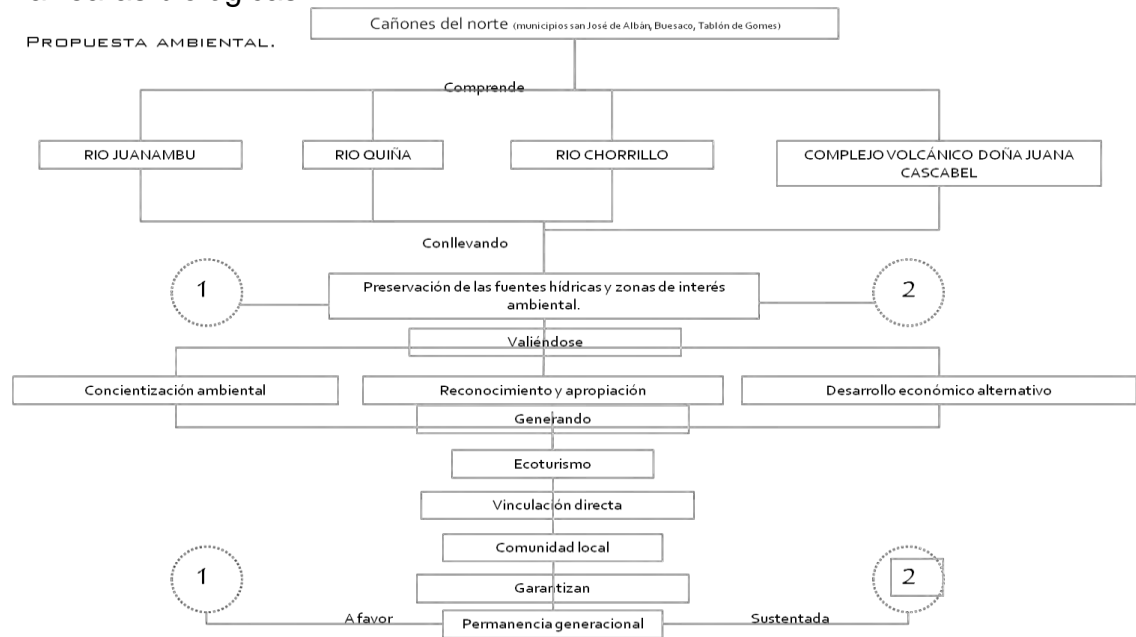 PROPUESTA AMBIENTAL.
Cañones del norte (municipios san José de Albán, Buesaco, Tablón de Gomes)
Comprende
RIO JUANAMBU
RIO QUIÑA
RIO CHORRILLO
COMPLEJO VOLCÁNICO DOÑA JUANA
CASCABEL
Conllevando
1
Preservación de las fuentes hídricas y zonas de interés
ambiental.
2
Valiéndose
Concientización ambiental
Reconocimiento y apropiación
Desarrollo económico alternativo
Generando
Ecoturismo
Vinculación directa
Comunidad local
1
2
Garantizan
A favor
Permanencia generacional
Sustentada